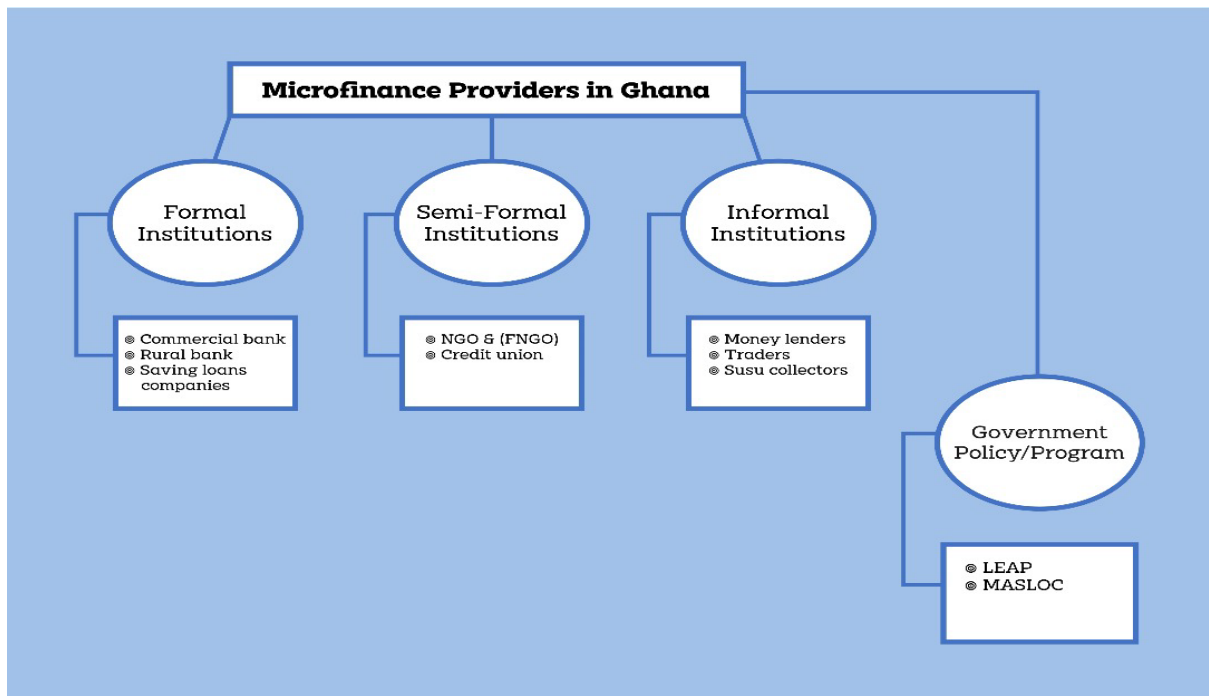 Microfinance Providers in Ghana
Formal
Institutions
Semi-Formal
Institutions
Informal
Institutions
◎ Commercial bank
◎ Rural bank
◎ Saving loans
companies
◎ NGO & (FNGO)
◎ Credit union
◎ Money lenders
◎ Traders
◎ Susu collectors
Government
Policy/Program
◎ LEAP
◎ MASLOC